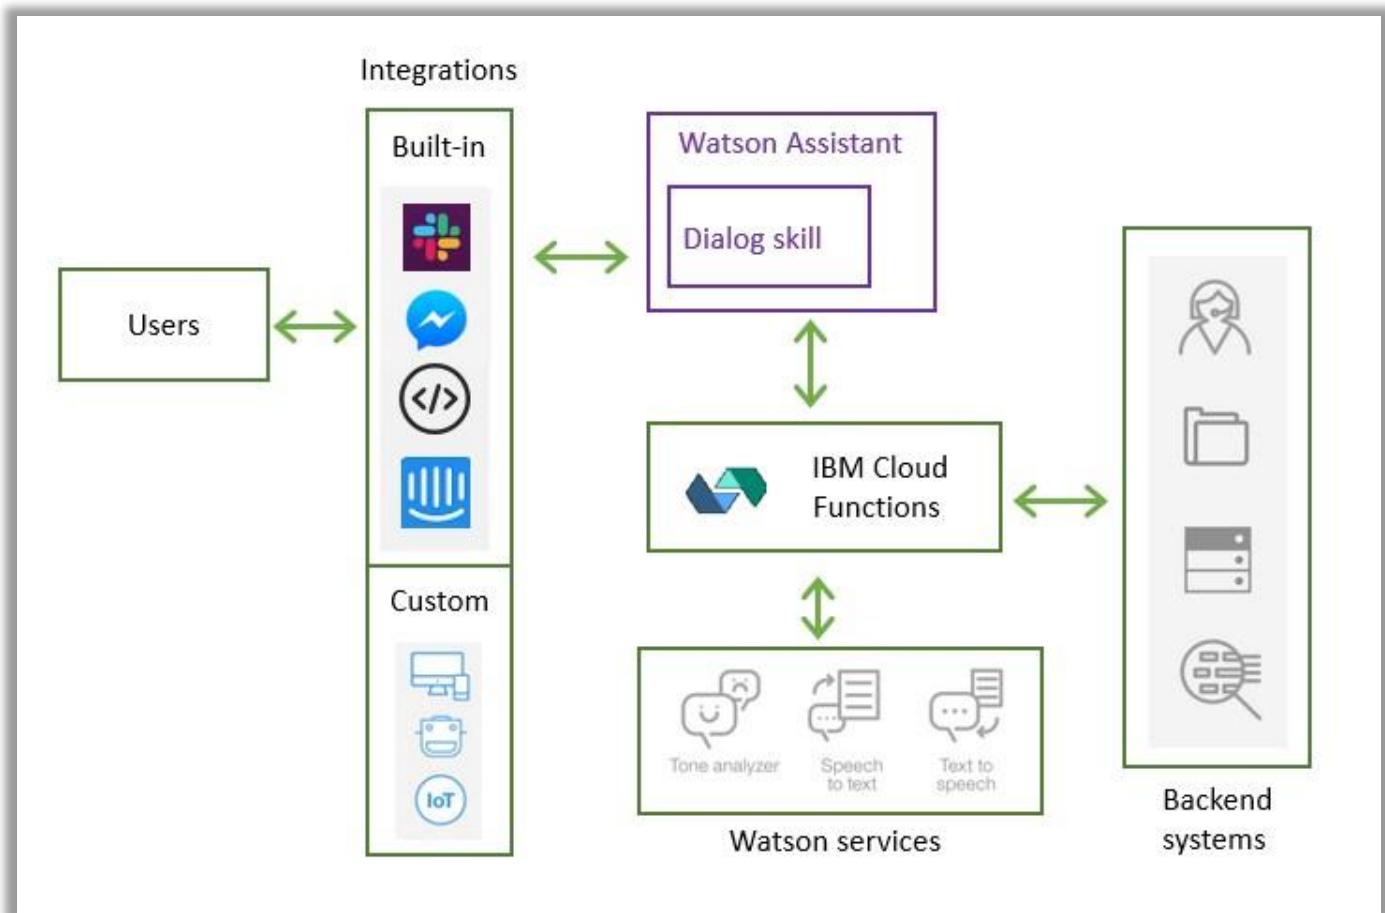 Integrations
Built-in
Watson Assistant
Dialog skill
Users
</>
IBM Cloud
Functions
Custom
IoT
Tone analyzer
Speech
to text
Text to
speech
Watson services
Backend
systems